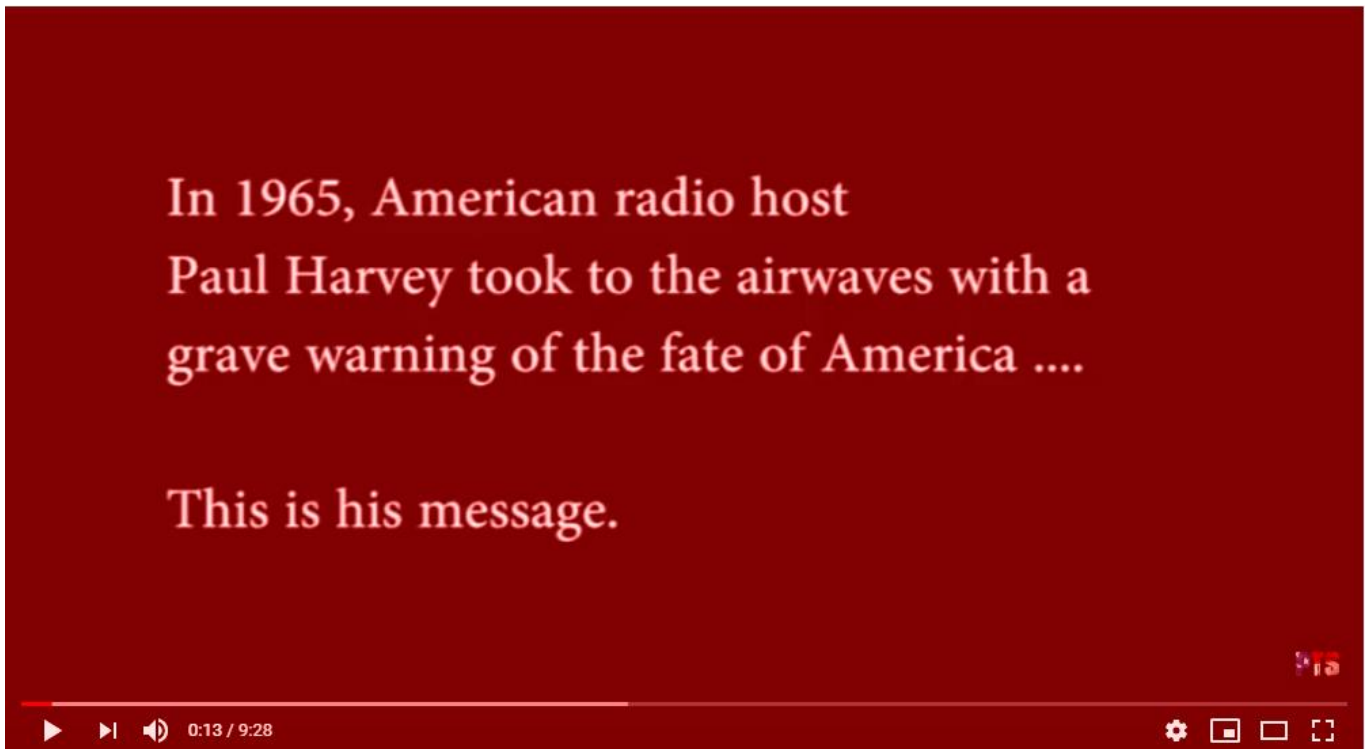 In 1965, American radio host
Paul Harvey took to the airwaves with a
grave warning of the fate of America ....
This is his message.
0:13 / 9:28